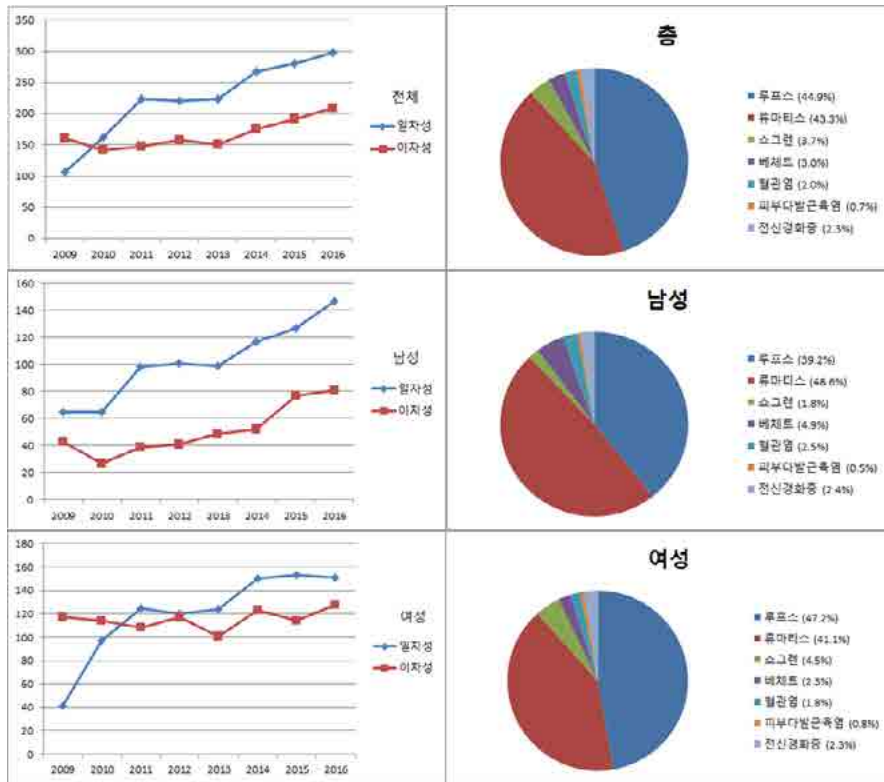 350
300
250
200
150
100
50
0
2009 2010 2011 2012 2013 2014 2015 2016
전체
일차성
이차성
층
루프스 (44.9%)
류마티스 (43.3%)
쇼그렌 (3.7%)
베체트 (3.0%)
혈관염 (2.0%)
피부다발근육염 (0.7%)
전신경화증 (2.3%)
160
140
120
100
80
60
40
20
0
2009 2010 2011 2012 2013 2014 2015 2016
남성
일차성
이차성
남성
루프스 (39.2%)
류마티스 (48.6%)
쇼그렌 (1.8%)
베체트 (4.9%)
혈관염 (2.5%)
피부다발근육염 (0.5%)
전신경화증 (2.4%)
180
160
140
120
100
80
60
40
20
0
2009 2010 2011 2012 2013 2014 2015 2016
여성
일차성
이차성
여성
루프스 (47.2%)
류마티스 (41.1%)
쇼그렌 (4.5%)
베체트 (2.3%)
혈관염 (1.8%)
피부다발근육염 (0.8%)
전신경화증 (2.3%)